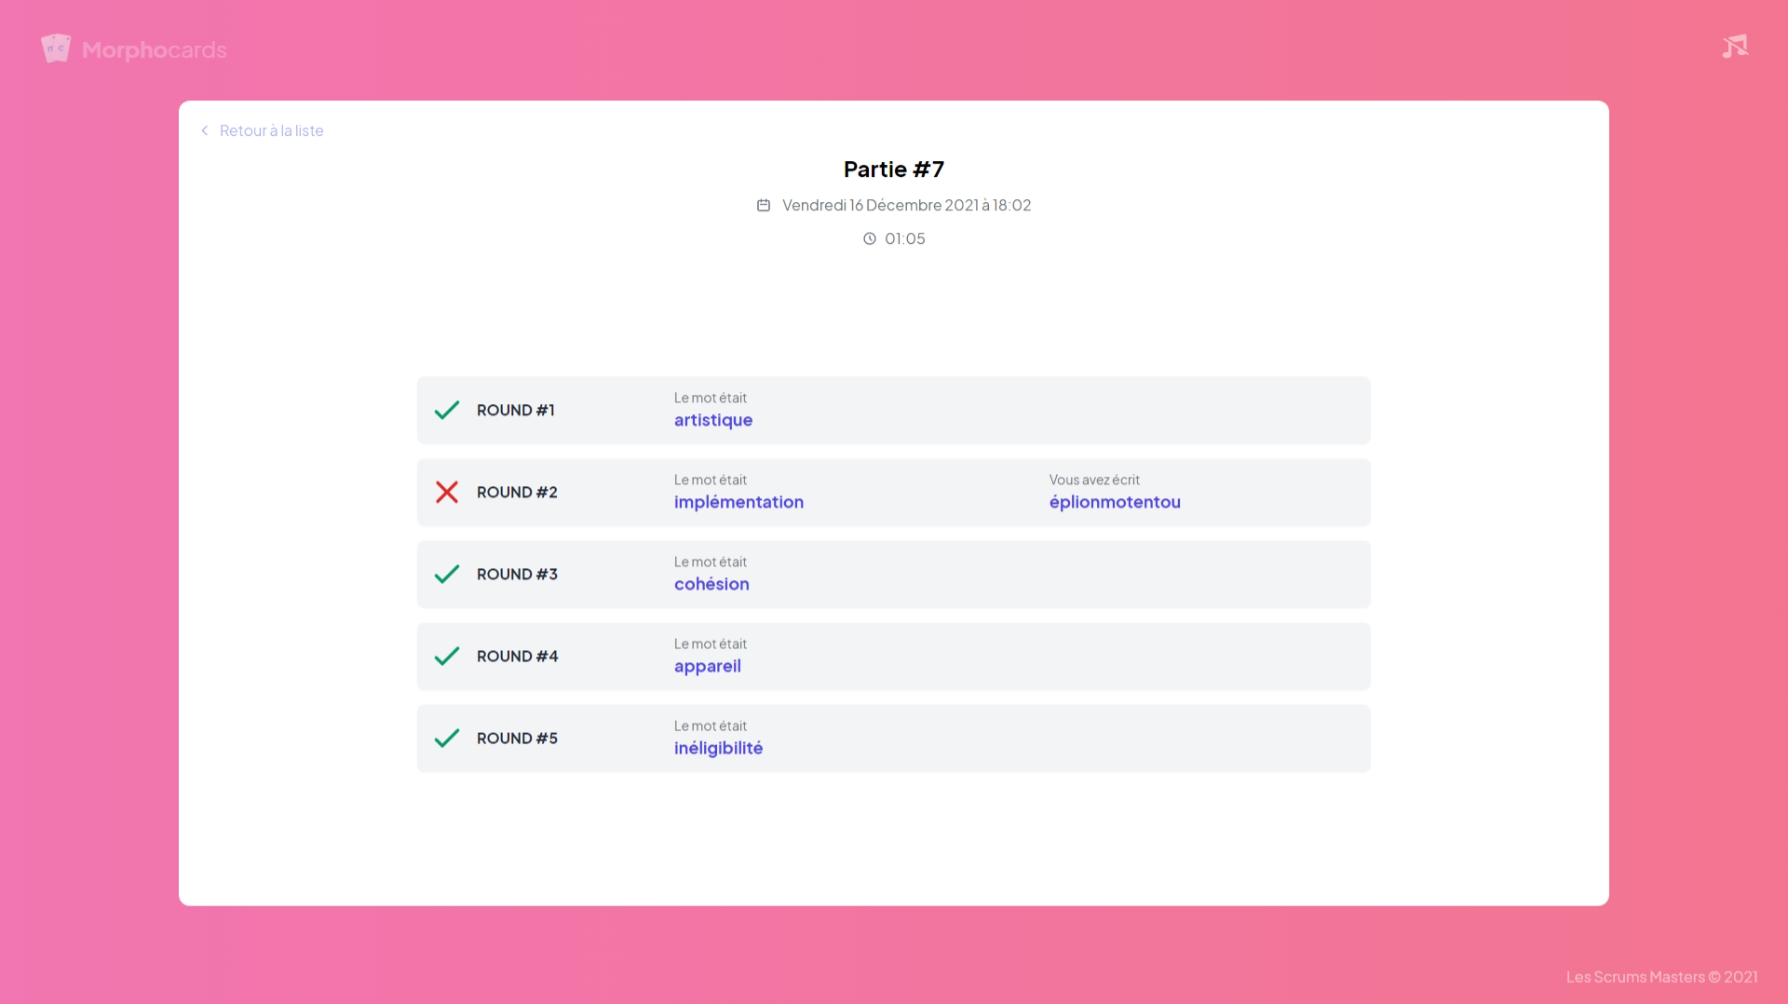 Morphocards
Retour à la liste
Partie #7
Vendredi 16 Décembre 2021 à 18:02
01:05
ROUND #1
Le mot était
artistique
ROUND #2
Le mot était
implémentation
Vous avez écrit
éplionmotentou
ROUND #3
Le mot était
cohésion
ROUND #4
Le mot était
appareil
ROUND #5
Le mot était
inéligibilité
Les Scrums Masters © 2021